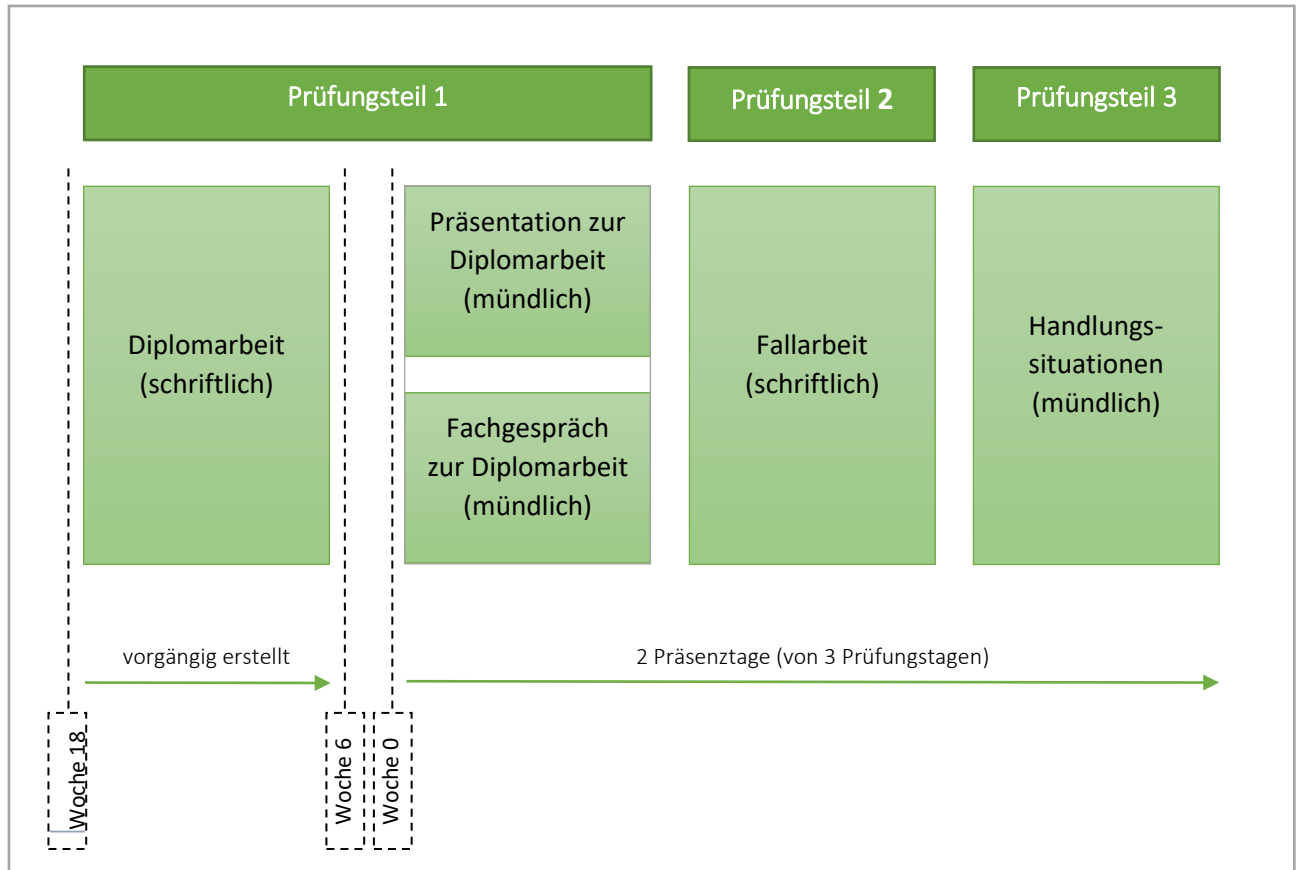 Prüfungsteil 1
Prüfungsteil 2
Prüfungsteil 3
Diplomarbeit
(schriftlich)
Präsentation zur
Diplomarbeit
(mündlich)
Fachgespräch
zur Diplomarbeit
(mündlich)
Fallarbeit
(schriftlich)
Handlungs-
situationen
(mündlich)
vorgängig erstellt
2 Präsenztage (von 3 Prüfungstagen)
Woche 18
Woche 6
Woche 0